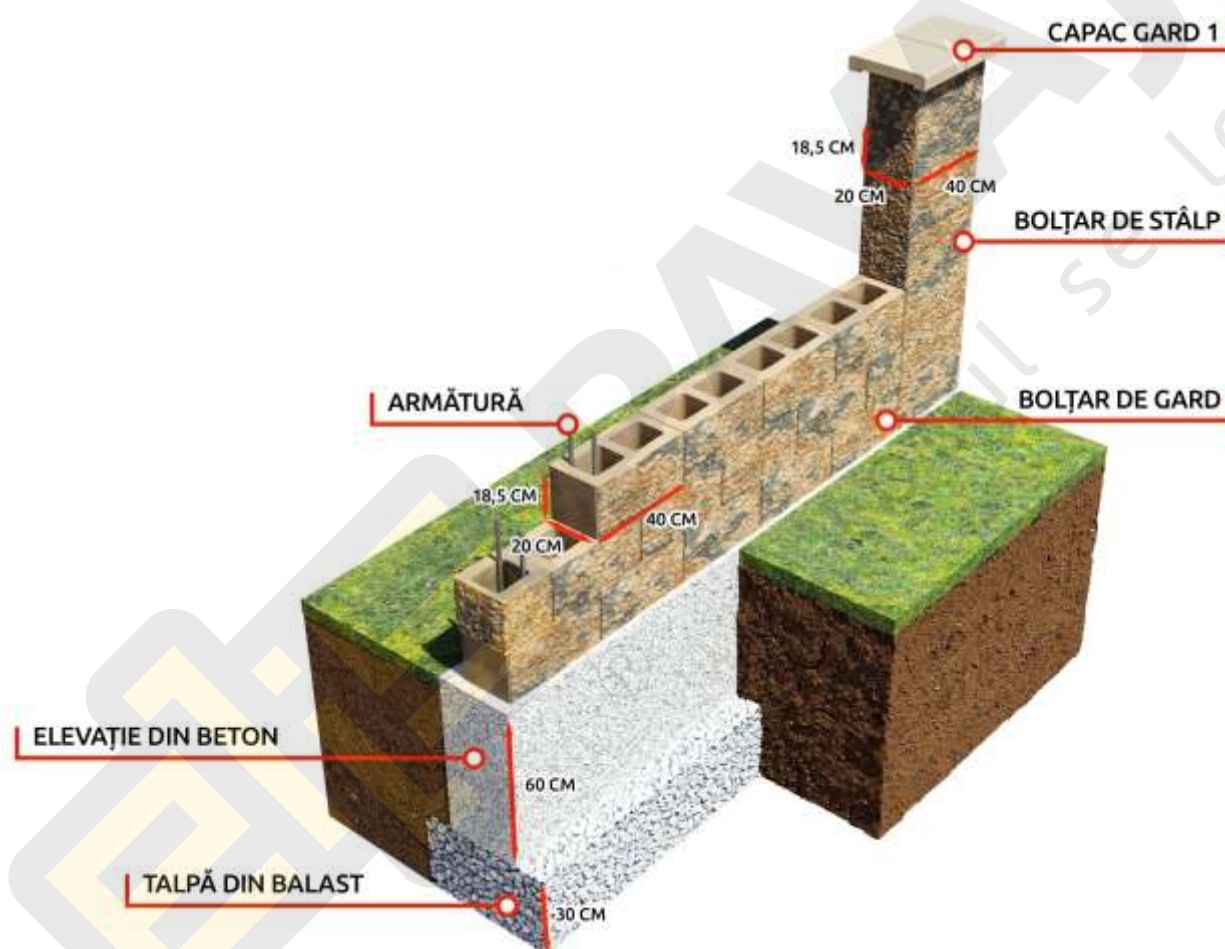 CAPAC GARD 1
18,5 CM
20 CM
40 CM
BOLȚAR DE STÂLP
ARMĂTURĂ
BOLȚAR DE GARD
18,5 CM
20 CM
40 CM
ELEVAȚIE DIN BETON
60 CM
TALPĂ DIN BALAST
-30 CM